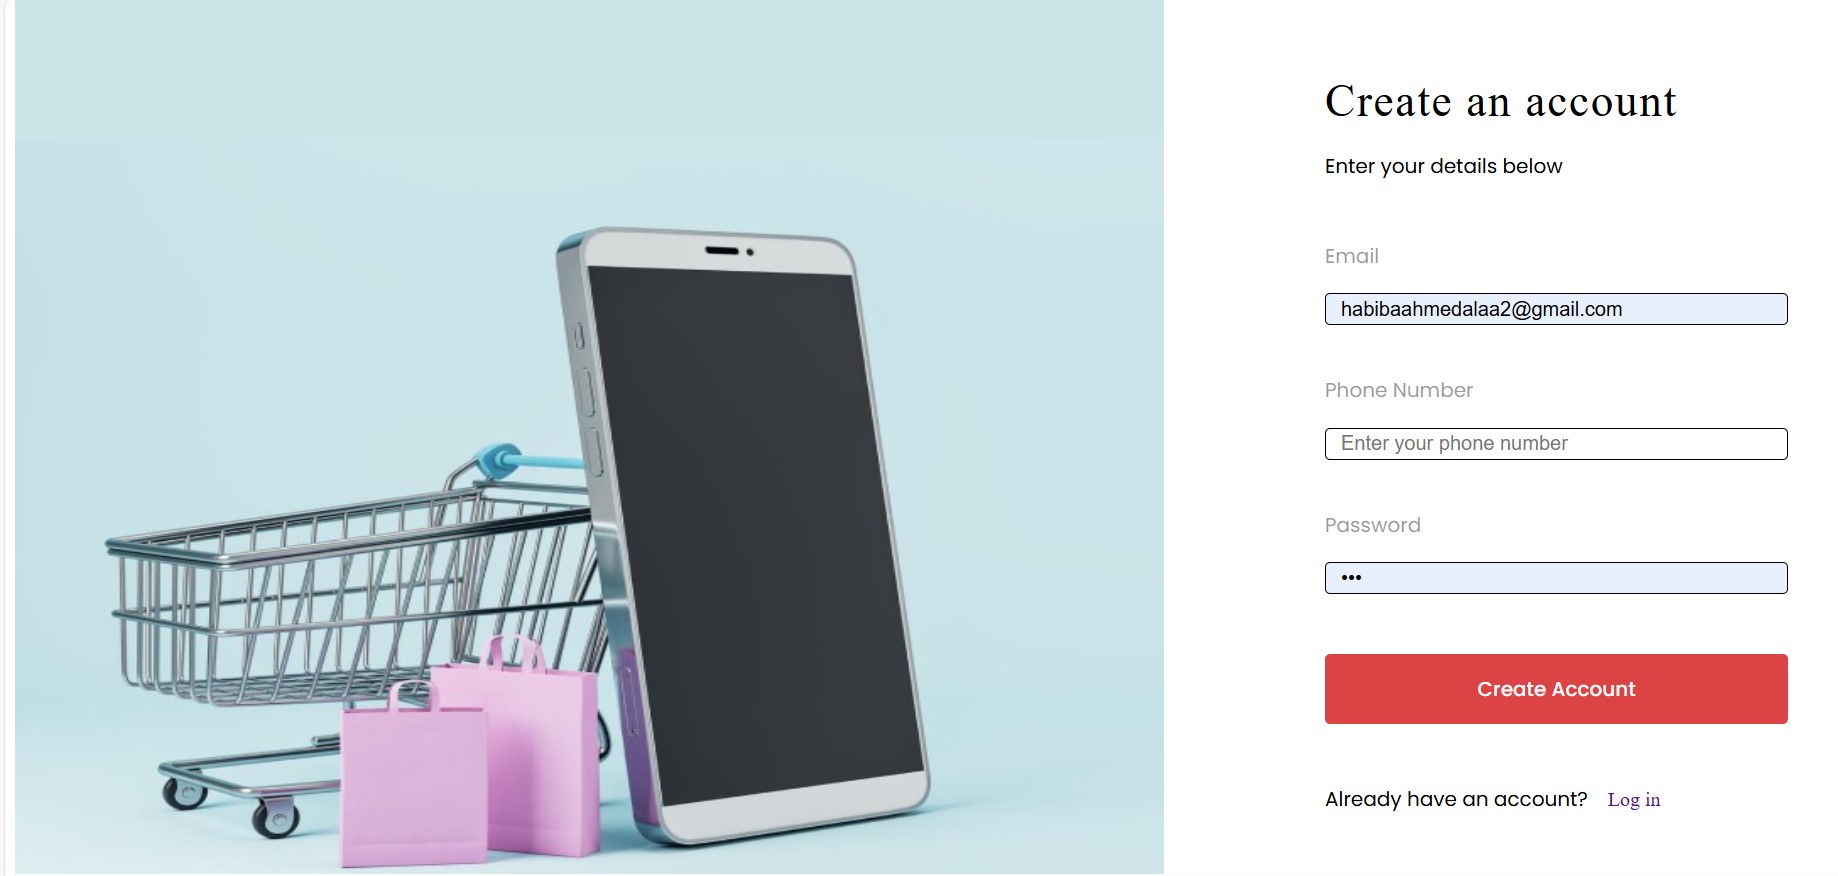 Create an account
Enter your details below
Email
habibaahmedalaa2@gmail.com
Phone Number
Enter your phone number
Password
•••
Create Account
Already have an account? Log in